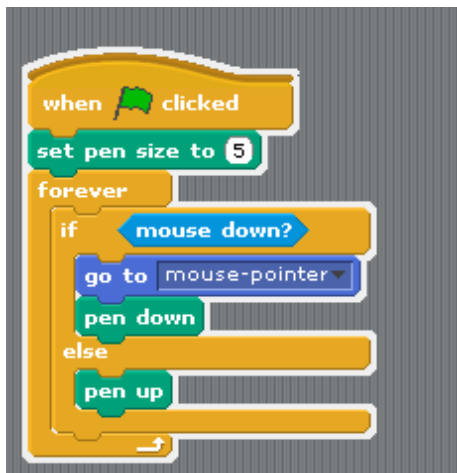 when clicked
set pen size to 5
forever
if mouse down?
go to mouse-pointer
pen down
else
pen up